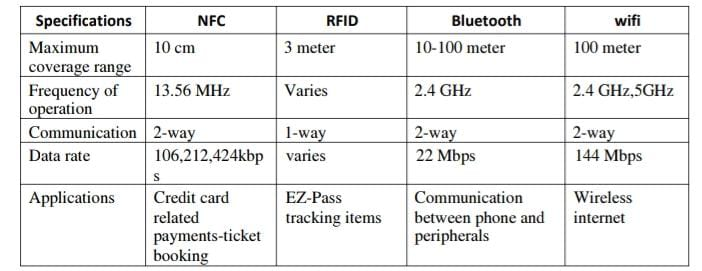 Specifications NFC RFID Bluetooth wifi
Maximum coverage range 10 cm 3 meter 10-100 meter 100 meter
Frequency of operation 13.56 MHz Varies 2.4 GHz 2.4 GHz,5GHz
Communication 2-way 1-way 2-way 2-way
Data rate 106,212,424kbp s varies 22 Mbps 144 Mbps
Applications Credit card related payments-ticket booking EZ-Pass tracking items Communication between phone and peripherals Wireless internet